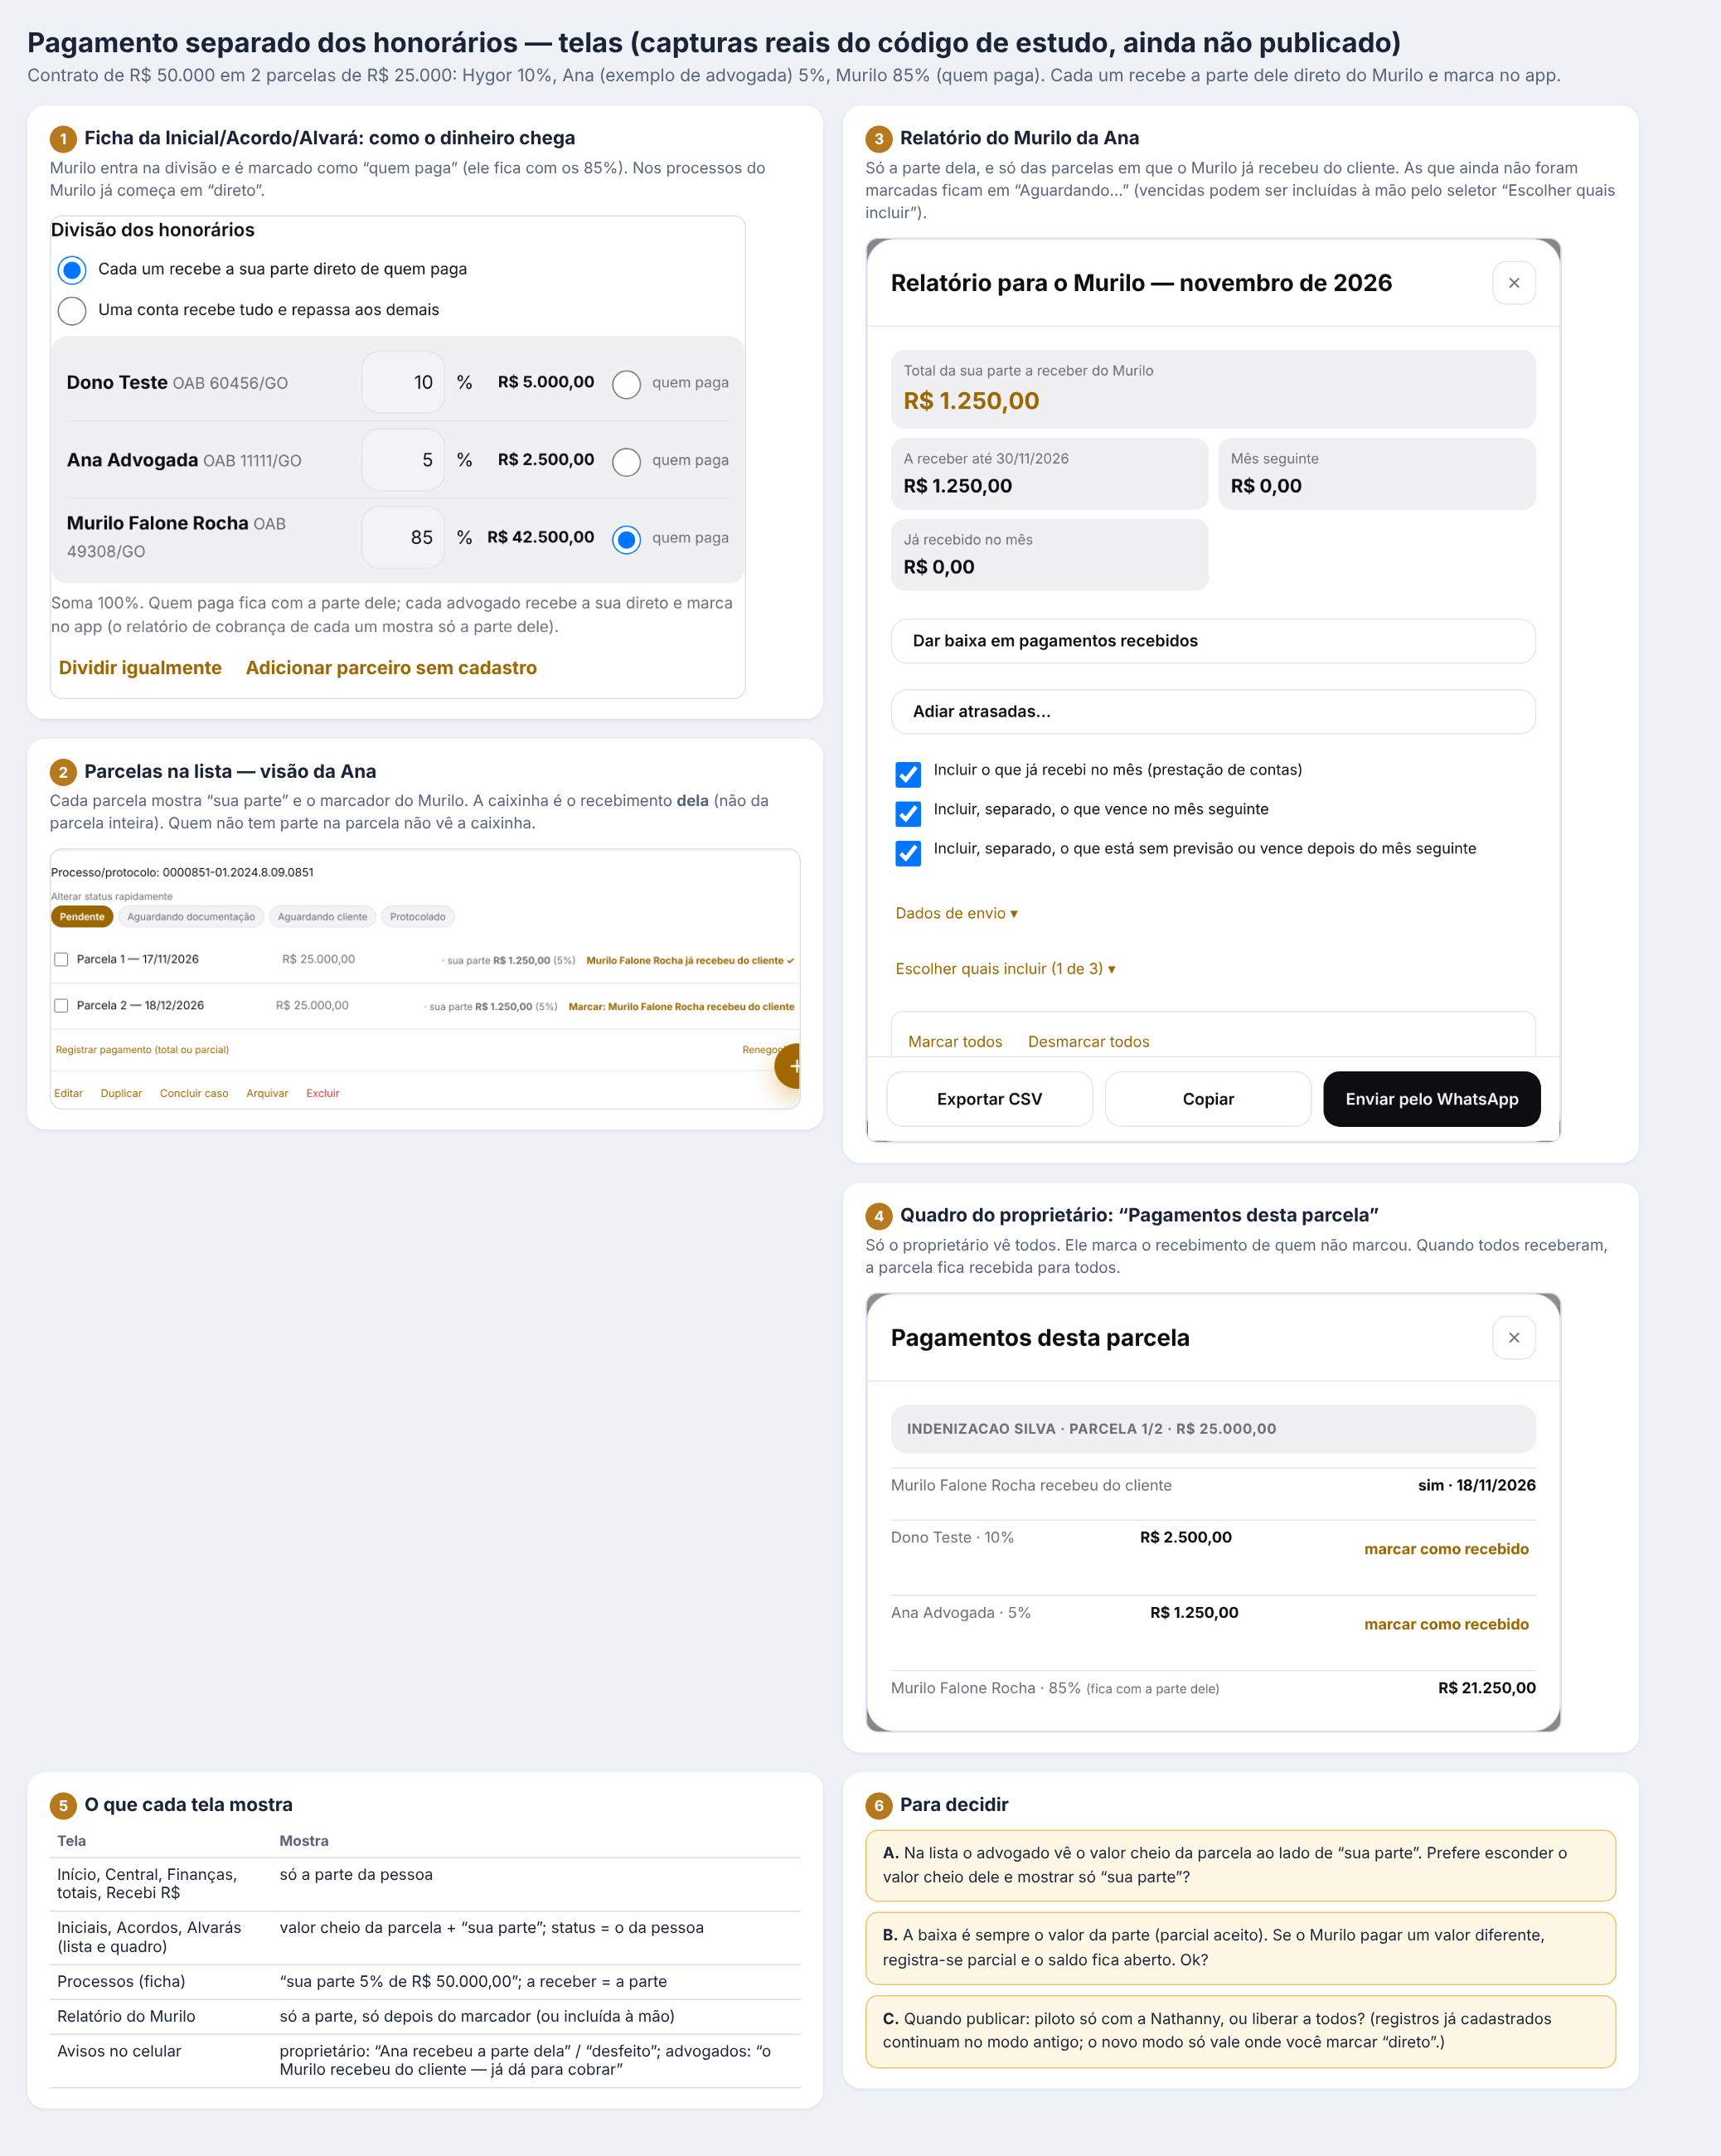 Pagamento separado dos honorários — telas (capturas reais do código de estudo, ainda não publicado)
Contrato de R$ 50.000 em 2 parcelas de R$ 25.000: Hygor 10%, Ana (exemplo de advogada) 5%, Murilo 85% (quem paga). Cada um recebe a parte dele direto do Murilo e marca no app.
1 Ficha da Inicial/Acordo/Alvará: como o dinheiro chega
Murilo entra na divisão e é marcado como “quem paga” (ele fica com os 85%). Nos processos do
Murilo já começa em “direto”.
Divisão dos honorários
Cada um recebe a sua parte direto de quem paga
Uma conta recebe tudo e repassa aos demais
Dono Teste OAB 60456/GO 10 % R$ 5.000,00 quem paga
Ana Advogada OAB 11111/GO 5 % R$ 2.500,00 quem paga
Murilo Falone Rocha OAB
49308/GO 85 % R$ 42.500,00 quem paga
Soma 100%. Quem paga fica com a parte dele; cada advogado recebe a sua direto e marca
no app (o relatório de cobrança de cada um mostra só a parte dele).
Dividir igualmente Adicionar parceiro sem cadastro
2 Parcelas na lista — visão da Ana
Cada parcela mostra “sua parte” e o marcador do Murilo. A caixinha é o recebimento dela (não da
parcela inteira). Quem não tem parte na parcela não vê a caixinha.
Processo/protocolo: 0000851-01.2024.8.09.0851
Alterar status rapidamente
Pendente Aguardando documentação Aguardando cliente Protocolado
Parcela 1 — 17/11/2026 R$ 25.000,00 · sua parte R$ 1.250,00 (5%) Murilo Falone Rocha já recebeu do cliente ✓
Parcela 2 — 18/12/2026 R$ 25.000,00 · sua parte R$ 1.250,00 (5%) Marcar: Murilo Falone Rocha recebeu do cliente
Registrar pagamento (total ou parcial)
+
Editar Duplicar Concluir caso Arquivar Excluir
3 Relatório do Murilo da Ana
Só a parte dela, e só das parcelas em que o Murilo já recebeu do cliente. As que ainda não foram
marcadas ficam em “Aguardando...” (vencidas podem ser incluídas à mão pelo seletor “Escolher quais
incluir”).
Relatório para o Murilo — novembro de 2026 ×
Total da sua parte a receber do Murilo
R$ 1.250,00
A receber até 30/11/2026 Mês seguinte
R$ 1.250,00 R$ 0,00
Já recebido no mês
R$ 0,00
Dar baixa em pagamentos recebidos
Adiar atrasadas...
Incluir o que já recebi no mês (prestação de contas)
Incluir, separado, o que vence no mês seguinte
Incluir, separado, o que está sem previsão ou vence depois do mês seguinte
Dados de envio ▾
Escolher quais incluir (1 de 3) ▾
Marcar todos Desmarcar todos
Exportar CSV Copiar Enviar pelo WhatsApp
4 Quadro do proprietário: “Pagamentos desta parcela”
Só o proprietário vê todos. Ele marca o recebimento de quem não marcou. Quando todos receberam,
a parcela fica recebida para todos.
Pagamentos desta parcela ×
INDENIZACAO SILVA · PARCELA 1/2 · R$ 25.000,00
Murilo Falone Rocha recebeu do cliente sim · 18/11/2026
Dono Teste · 10% R$ 2.500,00 marcar como recebido
Ana Advogada · 5% R$ 1.250,00 marcar como recebido
Murilo Falone Rocha · 85% (fica com a parte dele) R$ 21.250,00
5 O que cada tela mostra
Tela Mostra
Início, Central, Finanças, só a parte da pessoa
totais, Recebi R$
Iniciais, Acordos, Alvarás valor cheio da parcela + “sua parte”; status = o da pessoa
(lista e quadro)
Processos (ficha) “sua parte 5% de R$ 50.000,00”; a receber = a parte
Relatório do Murilo só a parte, só depois do marcador (ou incluída à mão)
Avisos no celular proprietário: “Ana recebeu a parte dela” / “desfeito”; advogados: “o
Murilo recebeu do cliente — já dá para cobrar”
6 Para decidir
A. Na lista o advogado vê o valor cheio da parcela ao lado de “sua parte”. Prefere esconder o
valor cheio dele e mostrar só “sua parte”?
B. A baixa é sempre o valor da parte (parcial aceito). Se o Murilo pagar um valor diferente,
registra-se parcial e o saldo fica aberto. Ok?
C. Quando publicar: piloto só com a Nathanny, ou liberar a todos? (registros já cadastrados
continuam no modo antigo; o novo modo só vale onde você marcar “direto”.)